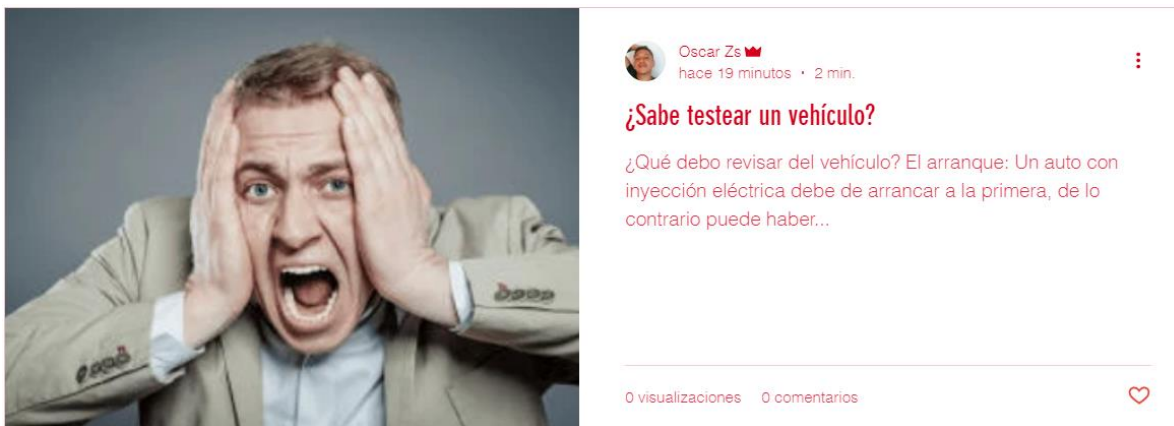 Oscar Zs
hace 19 minutos · 2 min.
¿Sabe testear un vehículo?
¿Qué debo revisar del vehículo? El arranque: Un auto con
inyección eléctrica debe de arrancar a la primera, de lo
contrario puede haber...
0 visualizaciones 0 comentarios